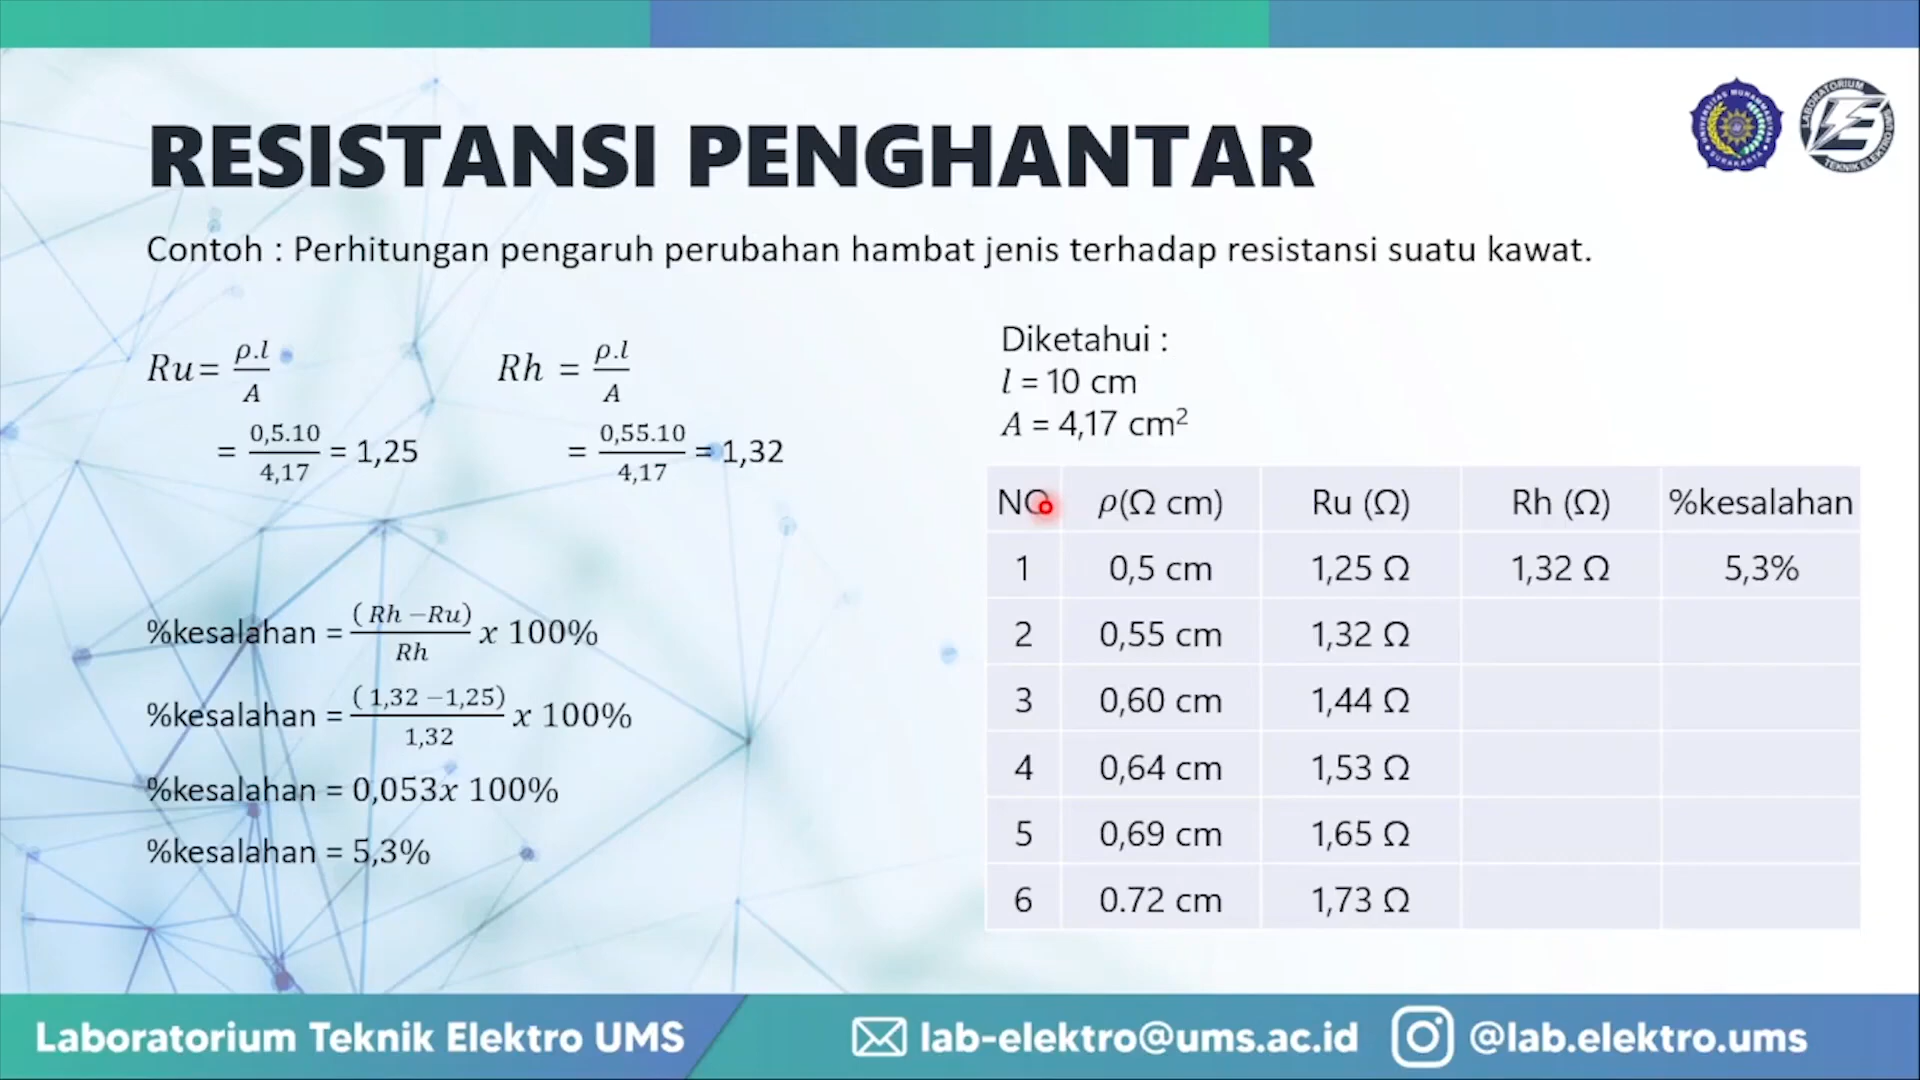 RESISTANSI PENGHANTAR
Contoh : Perhitungan pengaruh perubahan hambat jenis terhadap resistansi suatu kawat.
Ru= ρ.l/A
= 0,5.10/4,17 = 1,25
Rh = ρ.l/A
= 0,55.10/4,17 = 1,32
%kesalahan = ( Rh −Ru)/Rh x 100%
%kesalahan = ( 1,32 −1,25)/1,32 x 100%
%kesalahan = 0,053x 100%
%kesalahan = 5,3%
Diketahui :
l = 10 cm
A = 4,17 cm²
NO ρ(Ω cm) Ru (Ω) Rh (Ω) %kesalahan
1 0,5 cm 1,25 Ω 1,32 Ω 5,3%
2 0,55 cm 1,32 Ω
3 0,60 cm 1,44 Ω
4 0,64 cm 1,53 Ω
5 0,69 cm 1,65 Ω
6 0.72 cm 1,73 Ω
Laboratorium Teknik Elektro UMS
lab-elektro@ums.ac.id
@lab.elektro.ums